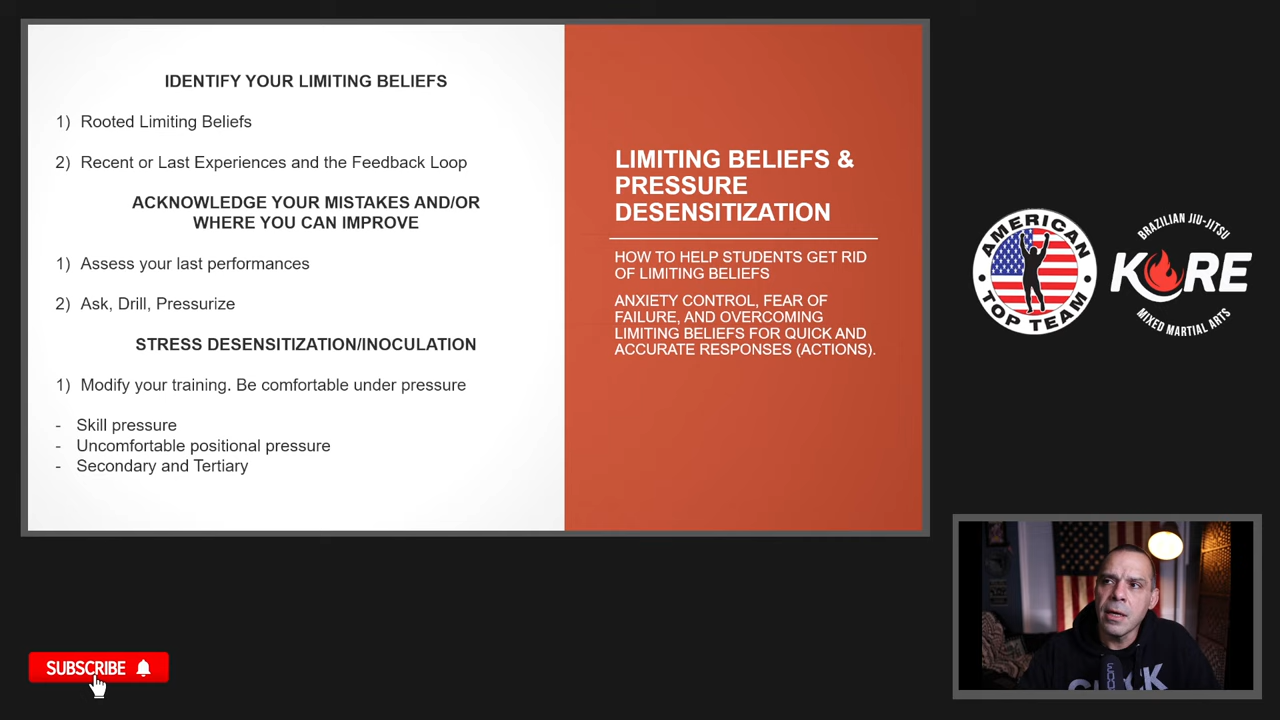 IDENTIFY YOUR LIMITING BELIEFS
1) Rooted Limiting Beliefs
2) Recent or Last Experiences and the Feedback Loop
ACKNOWLEDGE YOUR MISTAKES AND/OR
WHERE YOU CAN IMPROVE
1) Assess your last performances
2) Ask, Drill, Pressurize
STRESS DESENSITIZATION/INOCULATION
1) Modify your training. Be comfortable under pressure
- Skill pressure
- Uncomfortable positional pressure
- Secondary and Tertiary
LIMITING BELIEFS &
PRESSURE
DESENSITIZATION
HOW TO HELP STUDENTS GET RID
OF LIMITING BELIEFS
ANXIETY CONTROL, FEAR OF
FAILURE, AND OVERCOMING
LIMITING BELIEFS FOR QUICK AND
ACCURATE RESPONSES (ACTIONS).
AMERICAN
TOP TEAM
BRAZILIAN JIU-JITSU
KORE
MIXED MARTIAL ARTS
SUBSCRIBE